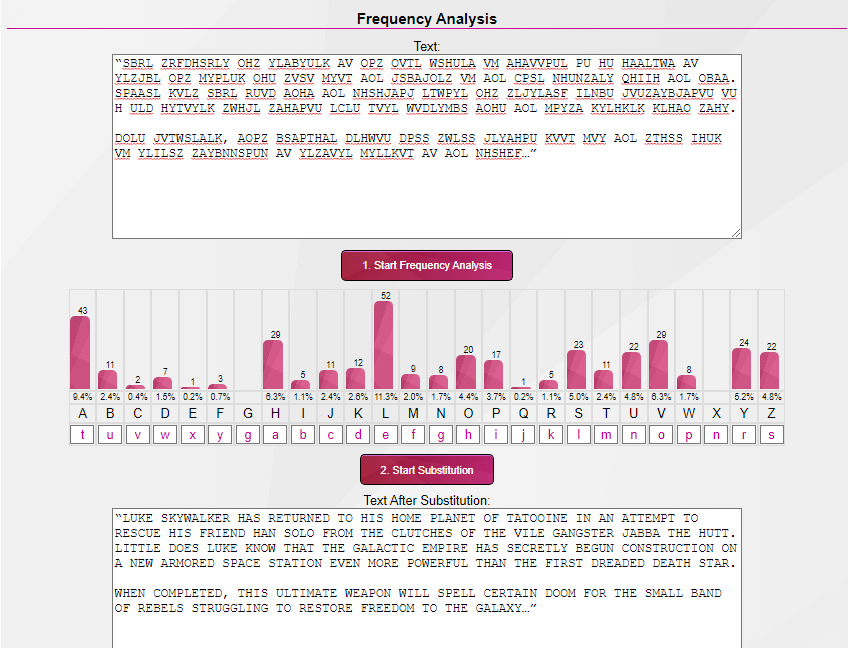 Frequency Analysis
Text:
“SBRL ZRFDHSRLY OHZ YLABYULK AV OPZ OVTL WSHULA VM AHAVVPUL PU HU HAALTWA AV
YLZJBL OPZ MYPLUK OHU ZVSV MYVT AOL JSBAJOLZ VM AOL CPSL NHUNZALY QHIIH AOL OBAA.
SPAASL KVLZ SBRL RUVD AOHA AOL NHSHJAPJ LTWPYL OHZ ZLJYLASF ILNBU JVUZAYBJAPVU VU
H ULD HYTVYLK ZWHJL ZAHAPVU LCLU TVYL WVDLYMBS AOHU AOL MPYZA KYLHKLK KLHAO ZAHY.
DOLU JVTWSLALK, AOPZ BSAPTHAL DLHWVU DPSS ZWLSS JLYAHPU KVVT MVY AOL ZTHSS IHUK
VM YLILSZ ZAYBNNSPUN AV YLZAVYL MYLLKVT AV AOL NHSHEF…”
1. Start Frequency Analysis
43 11 2 7 1 3 29 5 11 12 52 9 8 20 17 1 5 23 11 22 29 8 24 22
9.4% 2.4% 0.4% 1.5% 0.2% 0.7% 6.3% 1.1% 2.4% 2.6% 11.3% 2.0% 1.7% 4.4% 3.7% 0.2% 1.1% 5.0% 2.4% 4.8% 6.3% 1.7% 5.2% 4.8%
A B C D E F G H I J K L M N O P Q R S T U V W X Y Z
t u v w x y g a b c d e f g h i j k l m n o p n r s
2. Start Substitution
Text After Substitution:
“LUKE SKYWALKER HAS RETURNED TO HIS HOME PLANET OF TATOOINE IN AN ATTEMPT TO
RESCUE HIS FRIEND HAN SOLO FROM THE CLUTCHES OF THE VILE GANGSTER JABBA THE HUTT.
LITTLE DOES LUKE KNOW THAT THE GALACTIC EMPIRE HAS SECRETLY BEGUN CONSTRUCTION ON
A NEW ARMORED SPACE STATION EVEN MORE POWERFUL THAN THE FIRST DREADED DEATH STAR.
WHEN COMPLETED, THIS ULTIMATE WEAPON WILL SPELL CERTAIN DOOM FOR THE SMALL BAND
OF REBELS STRUGGLING TO RESTORE FREEDOM TO THE GALAXY…”